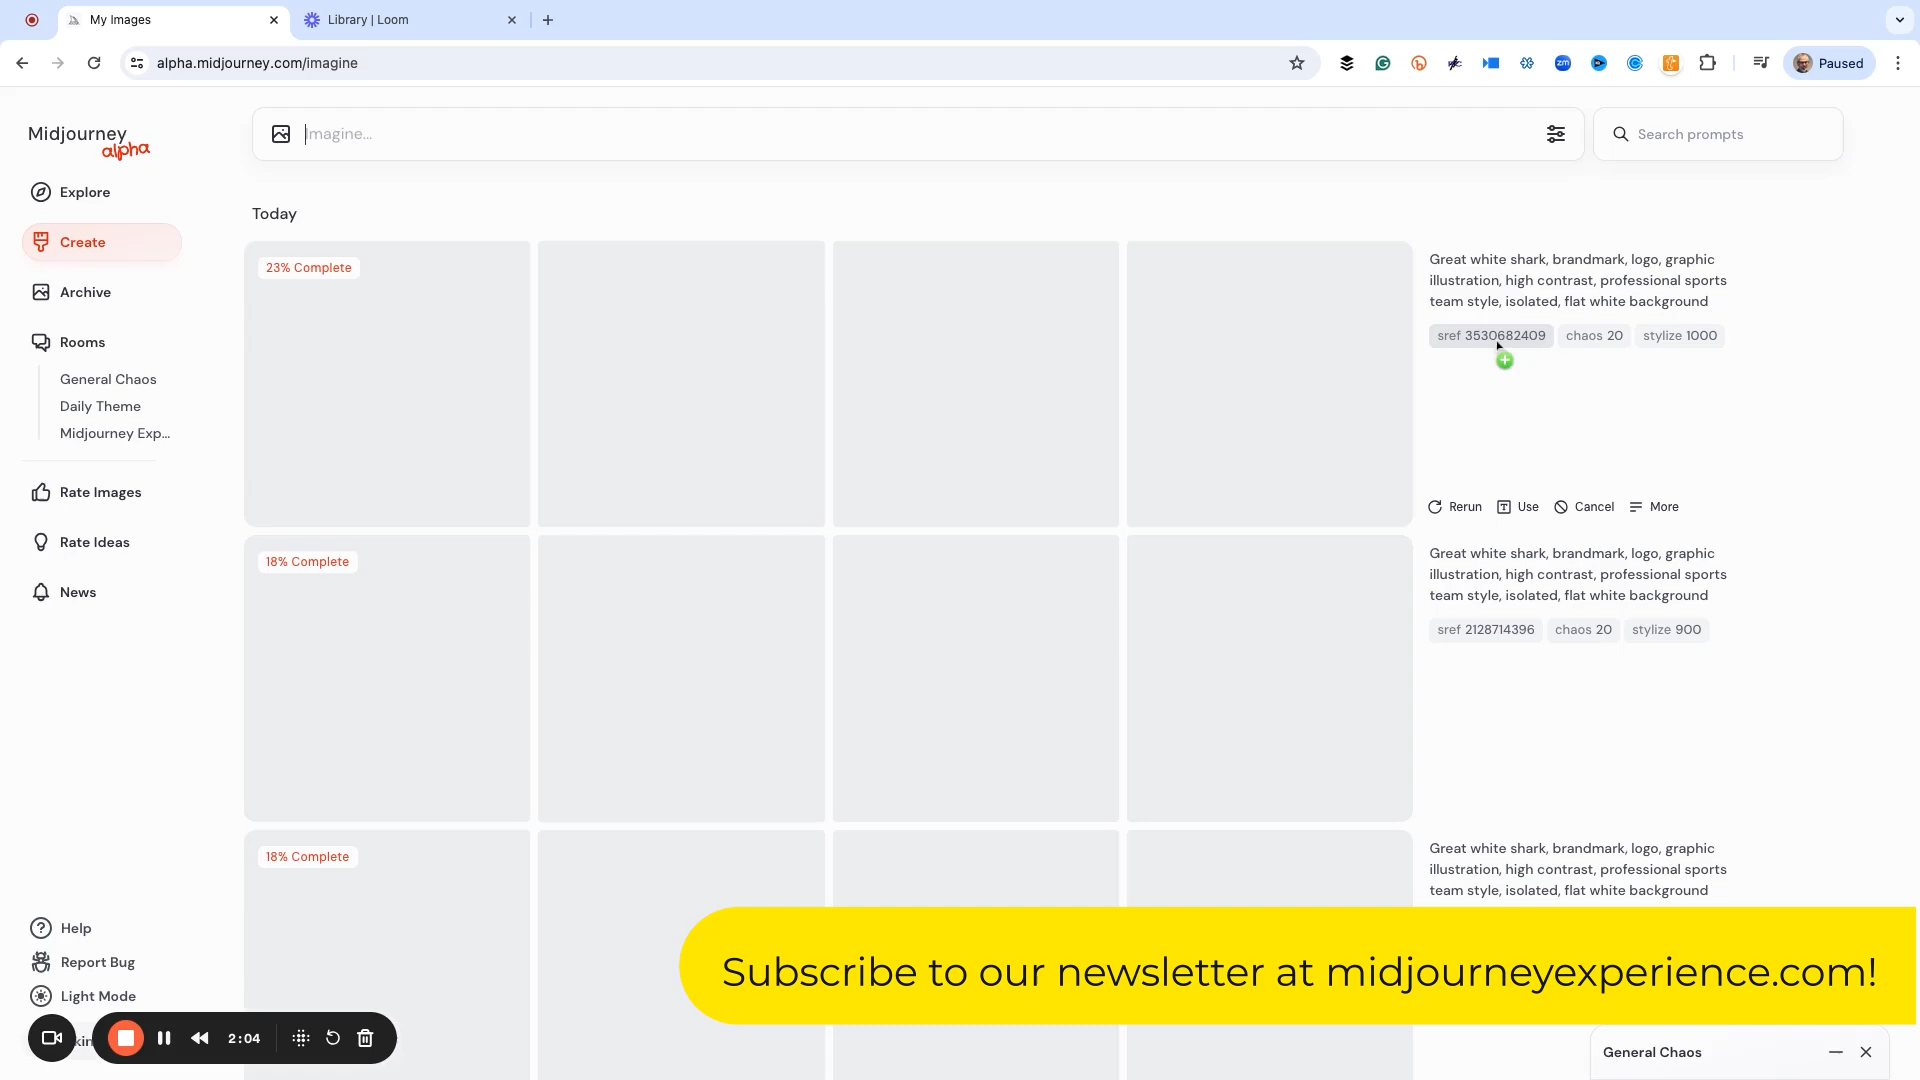 My Images
Library | Loom
alpha.midjourney.com/imagine
zm
Paused
Midjourney
alpha
Imagine...
Search prompts
Explore
Create
Archive
Rooms
General Chaos
Daily Theme
Midjourney Exp...
Rate Images
Rate Ideas
News
Today
23% Complete
Great white shark, brandmark, logo, graphic
illustration, high contrast, professional sports
team style, isolated, flat white background
sref 3530682409
chaos 20
stylize 1000
Rerun
Use
Cancel
More
18% Complete
Great white shark, brandmark, logo, graphic
illustration, high contrast, professional sports
team style, isolated, flat white background
sref 2128714396
chaos 20
stylize 900
18% Complete
Great white shark, brandmark, logo, graphic
illustration, high contrast, professional sports
team style, isolated, flat white background
Help
Report Bug
Light Mode
2:04
Subscribe to our newsletter at midjourneyexperience.com!
General Chaos